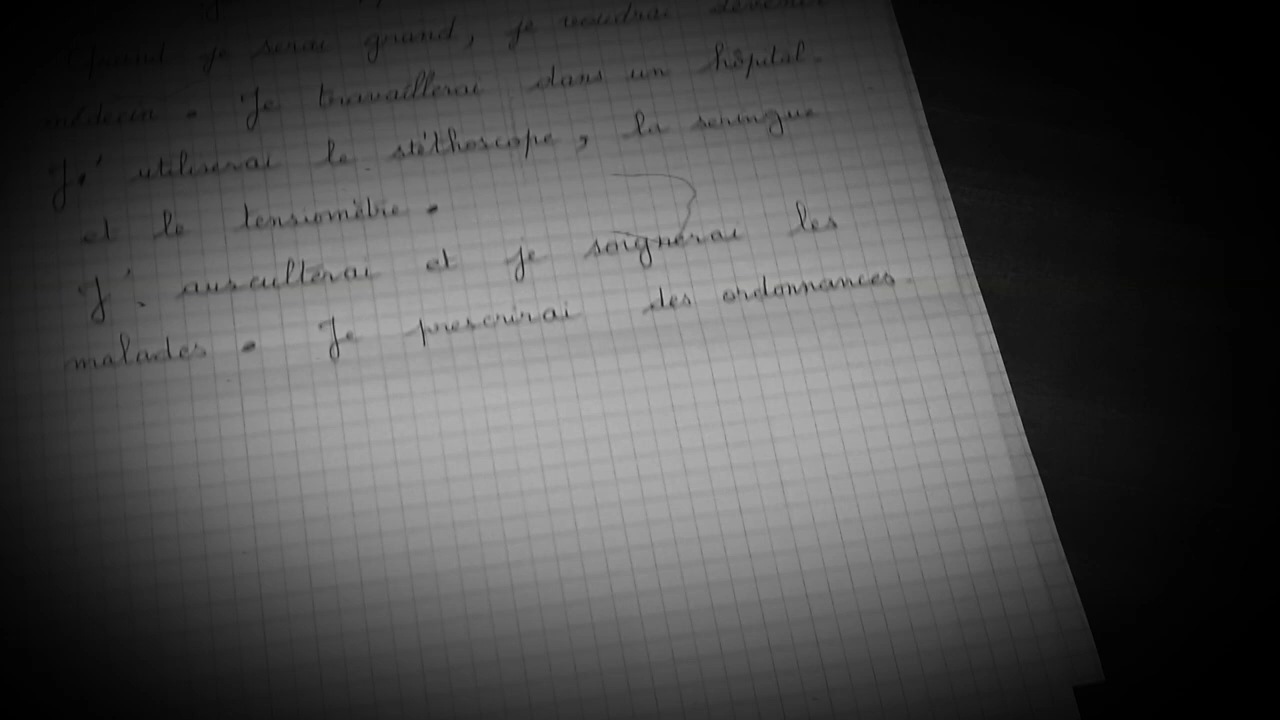 Quand je serai grand, je voudrai devenir
médecin. Je travaillerai dans un hôpital.
J'utiliserai le stéthoscope, la seringue
et le tensiomètre.
J'ausculterai et je soignerai les
malades. Je prescrirai des ordonnances.